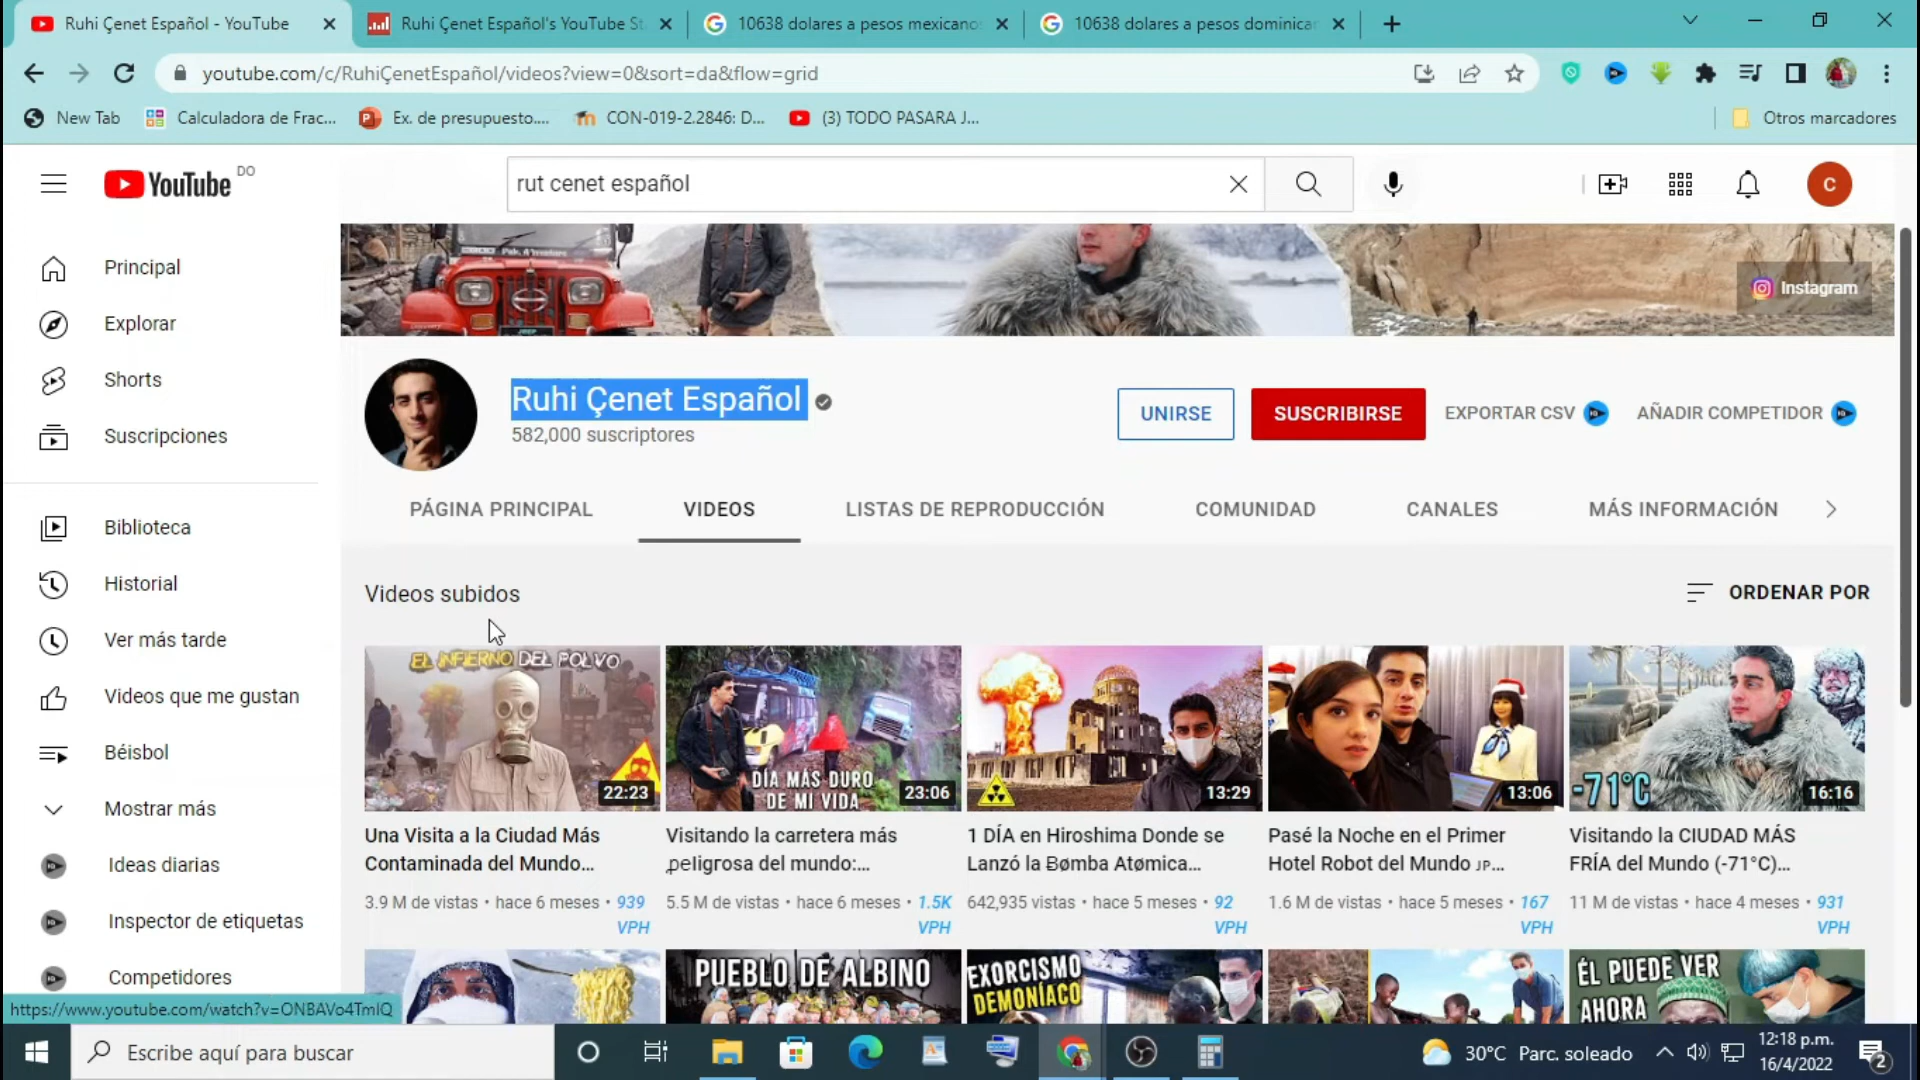 Ruhi Çenet Español - YouTube
Ruhi Çenet Español's YouTube St
10638 dolares a pesos mexicano
10638 dolares a pesos dominica
youtube.com/c/RuhiÇenetEspañol/videos?view=0&sort=da&flow=grid
New Tab
Calculadora de Frac...
Ex. de presupuesto....
CON-019-2.2846: D...
(3) TODO PASARA J...
Otros marcadores
YouTube DO
rut cenet español
C
Principal
Explorar
Shorts
Suscripciones
Biblioteca
Historial
Ver más tarde
Videos que me gustan
Béisbol
Mostrar más
Ideas diarias
Inspector de etiquetas
Competidores
Instagram
Ruhi Çenet Español
582,000 suscriptores
UNIRSE
SUSCRIBIRSE
EXPORTAR CSV
AÑADIR COMPETIDOR
PÁGINA PRINCIPAL
VIDEOS
LISTAS DE REPRODUCCIÓN
COMUNIDAD
CANALES
MÁS INFORMACIÓN
Videos subidos
ORDENAR POR
EL INFIERNO DEL POLVO
22:23
Una Visita a la Ciudad Más
Contaminada del Mundo...
3.9 M de vistas • hace 6 meses • 939
VPH
DÍA MÁS DURO
DE MI VIDA
23:06
Visitando la carretera más
peligrosa del mundo:...
5.5 M de vistas • hace 6 meses • 1.5K
VPH
13:29
1 DÍA en Hiroshima Donde se
Lanzó la Bømba Atømica...
642,935 vistas • hace 5 meses • 92
VPH
13:06
Pasé la Noche en el Primer
Hotel Robot del Mundo JP...
1.6 M de vistas • hace 5 meses • 167
VPH
-71°C
16:16
Visitando la CIUDAD MÁS
FRÍA del Mundo (-71°C)...
11 M de vistas • hace 4 meses • 931
VPH
PUEBLO DE ALBINO
EXORCISMO
DEMONÍACO
ÉL PUEDE VER
AHORA
https://www.youtube.com/watch?v=ONBAVo4TmlQ
Escribe aquí para buscar
30°C Parc. soleado
12:18 p.m.
16/4/2022
2